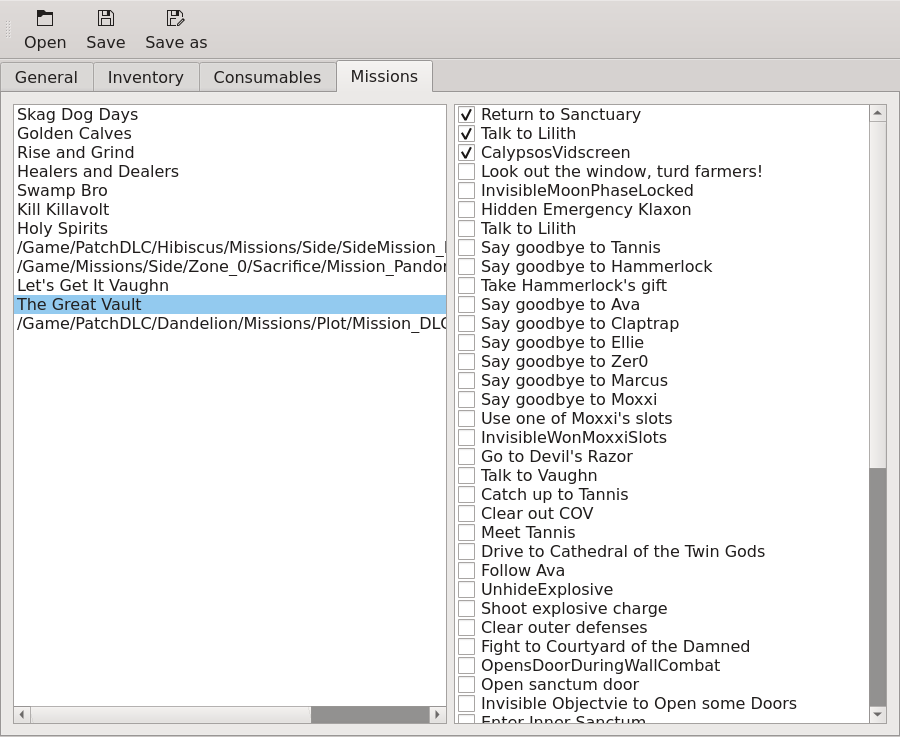 Open Save Save as
General Inventory Consumables Missions
Skag Dog Days
Golden Calves
Rise and Grind
Healers and Dealers
Swamp Bro
Kill Killavolt
Holy Spirits
/Game/PatchDLC/Hibiscus/Missions/Side/SideMission_
/Game/Missions/Side/Zone_0/Sacrifice/Mission_Pandor
Let's Get It Vaughn
The Great Vault
/Game/PatchDLC/Dandelion/Missions/Plot/Mission_DLC
Return to Sanctuary
Talk to Lilith
CalypsosVidscreen
Look out the window, turd farmers!
InvisibleMoonPhaseLocked
Hidden Emergency Klaxon
Talk to Lilith
Say goodbye to Tannis
Say goodbye to Hammerlock
Take Hammerlock's gift
Say goodbye to Ava
Say goodbye to Claptrap
Say goodbye to Ellie
Say goodbye to Zer0
Say goodbye to Marcus
Say goodbye to Moxxi
Use one of Moxxi's slots
InvisibleWonMoxxiSlots
Go to Devil's Razor
Talk to Vaughn
Catch up to Tannis
Clear out COV
Meet Tannis
Drive to Cathedral of the Twin Gods
Follow Ava
UnhideExplosive
Shoot explosive charge
Clear outer defenses
Fight to Courtyard of the Damned
OpensDoorDuringWallCombat
Open sanctum door
Invisible Objectvie to Open some Doors
Enter Inner Sanctum